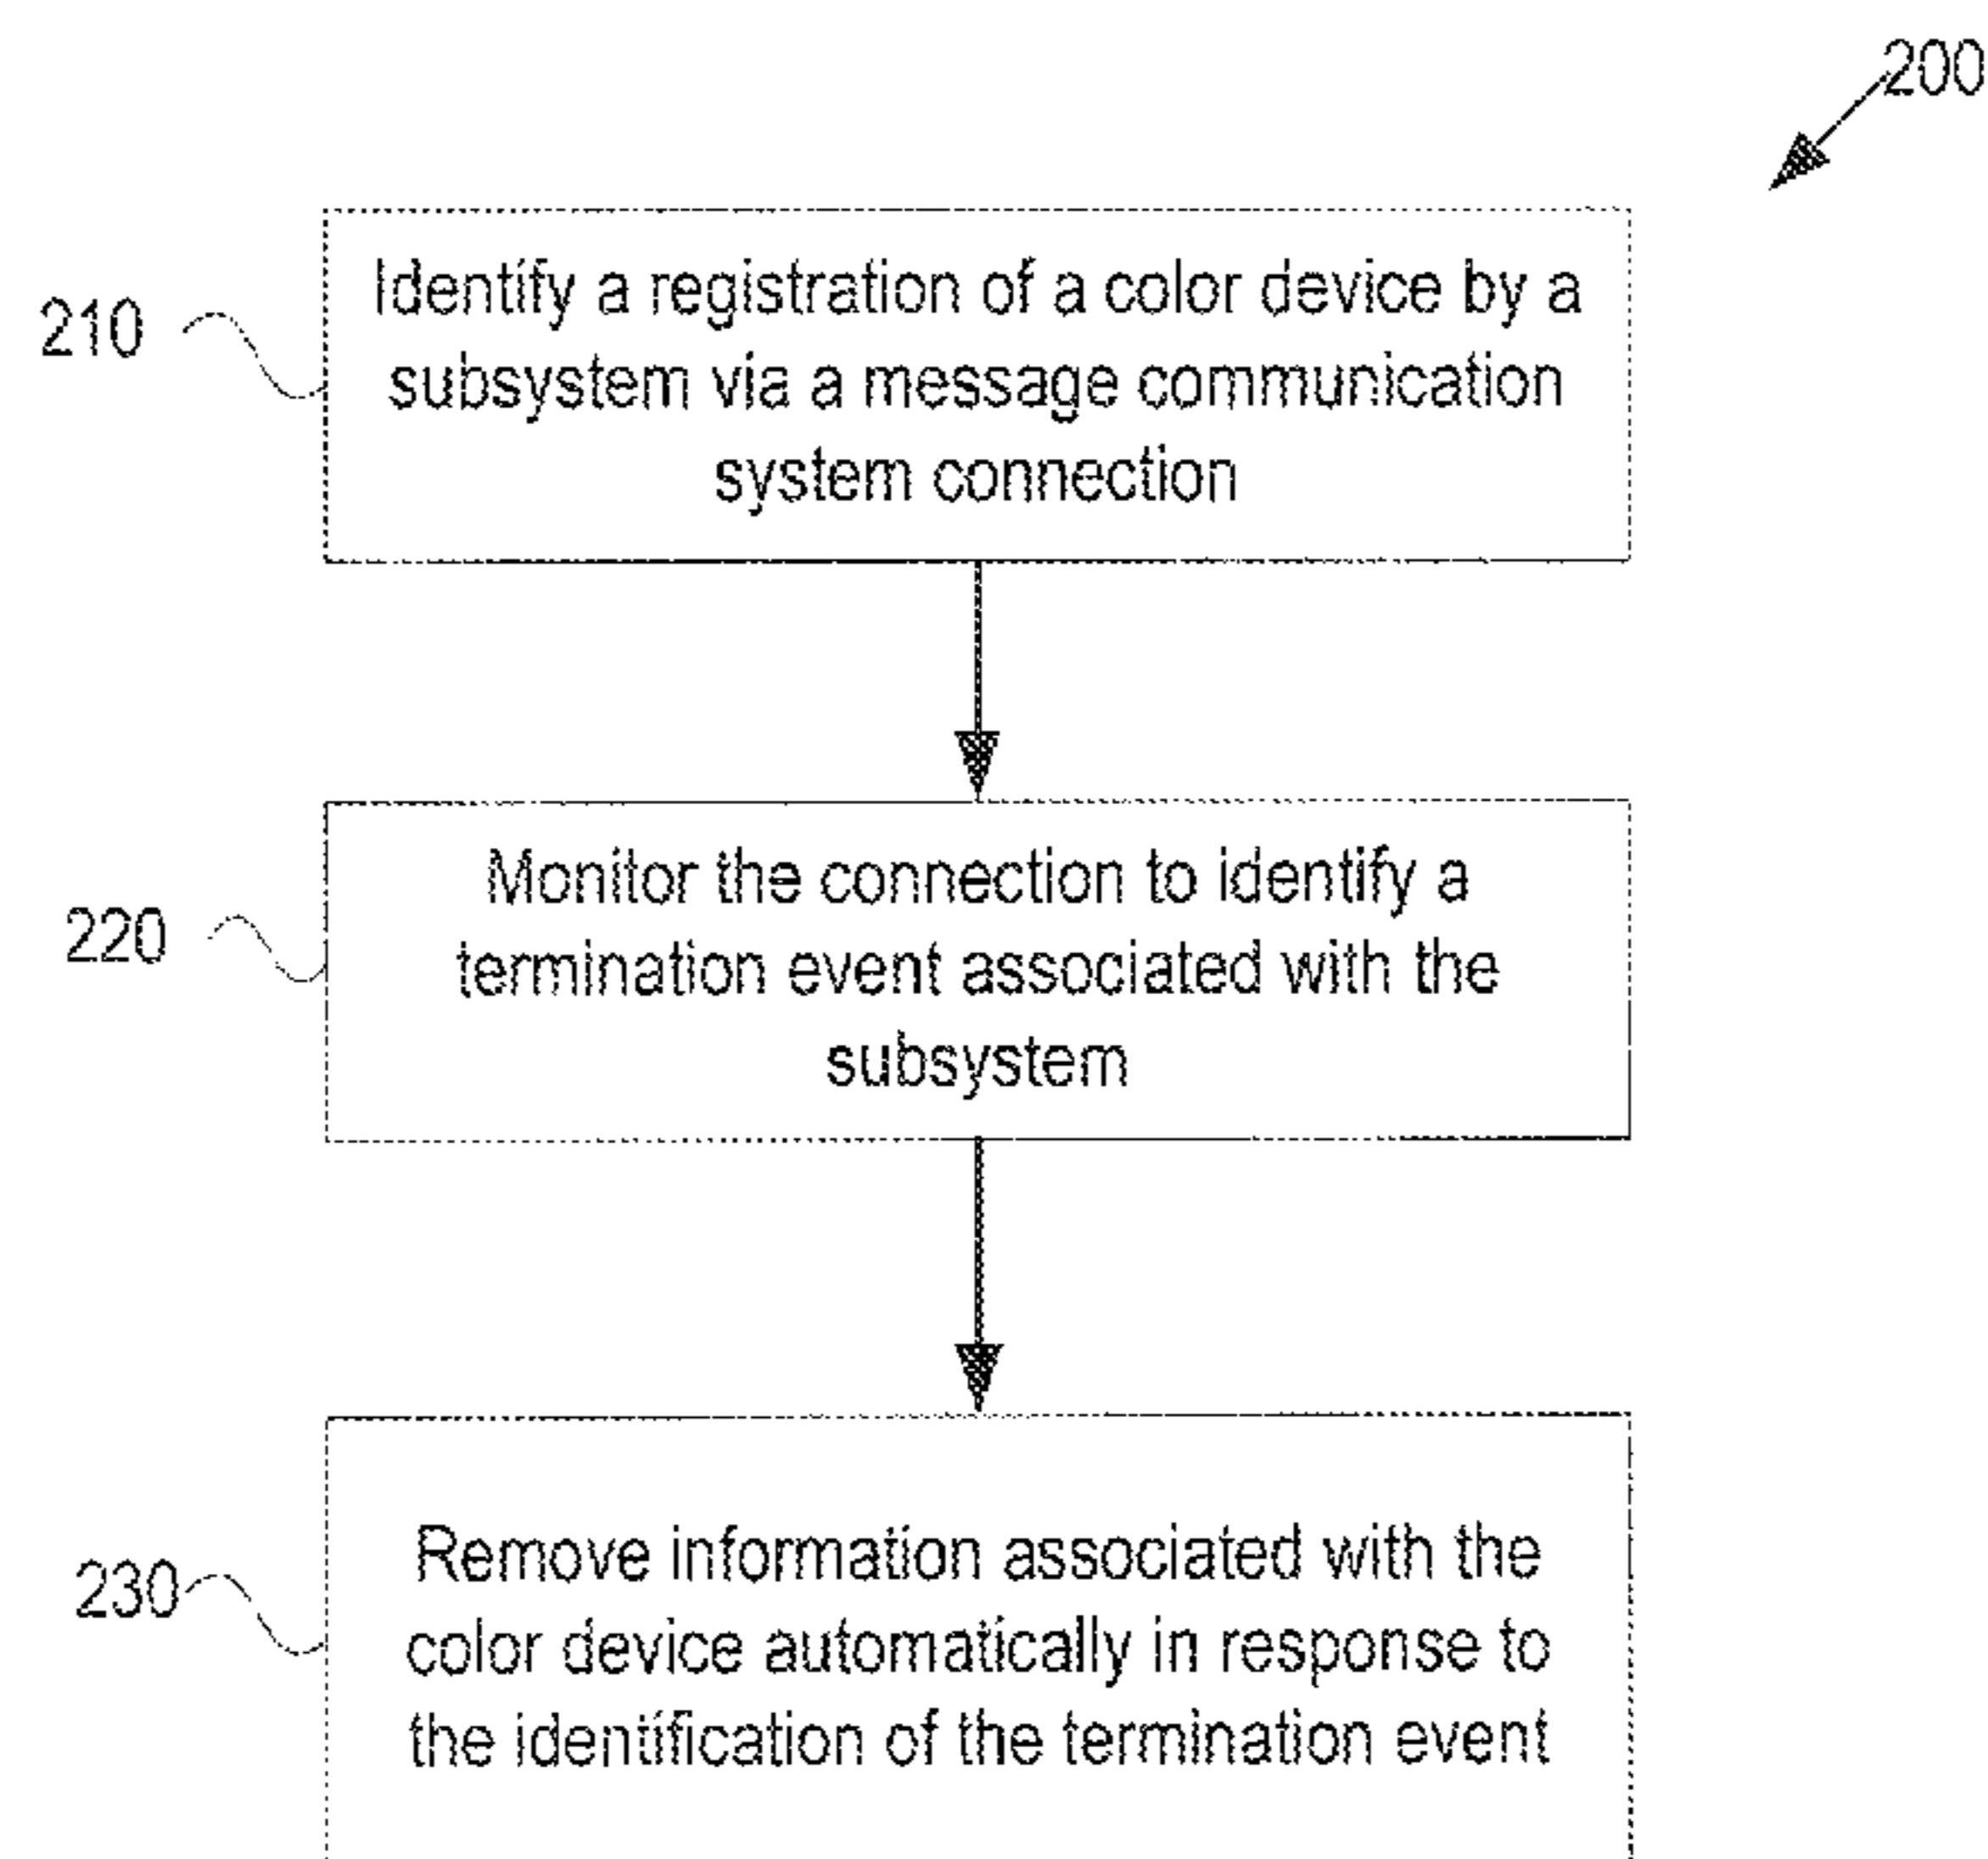 200
210
Identify a registration of a color device by a
subsystem via a message communication
system connection
220
Monitor the connection to identify a
termination event associated with the
subsystem
230
Remove information associated with the
color device automatically in response to
the identification of the termination event